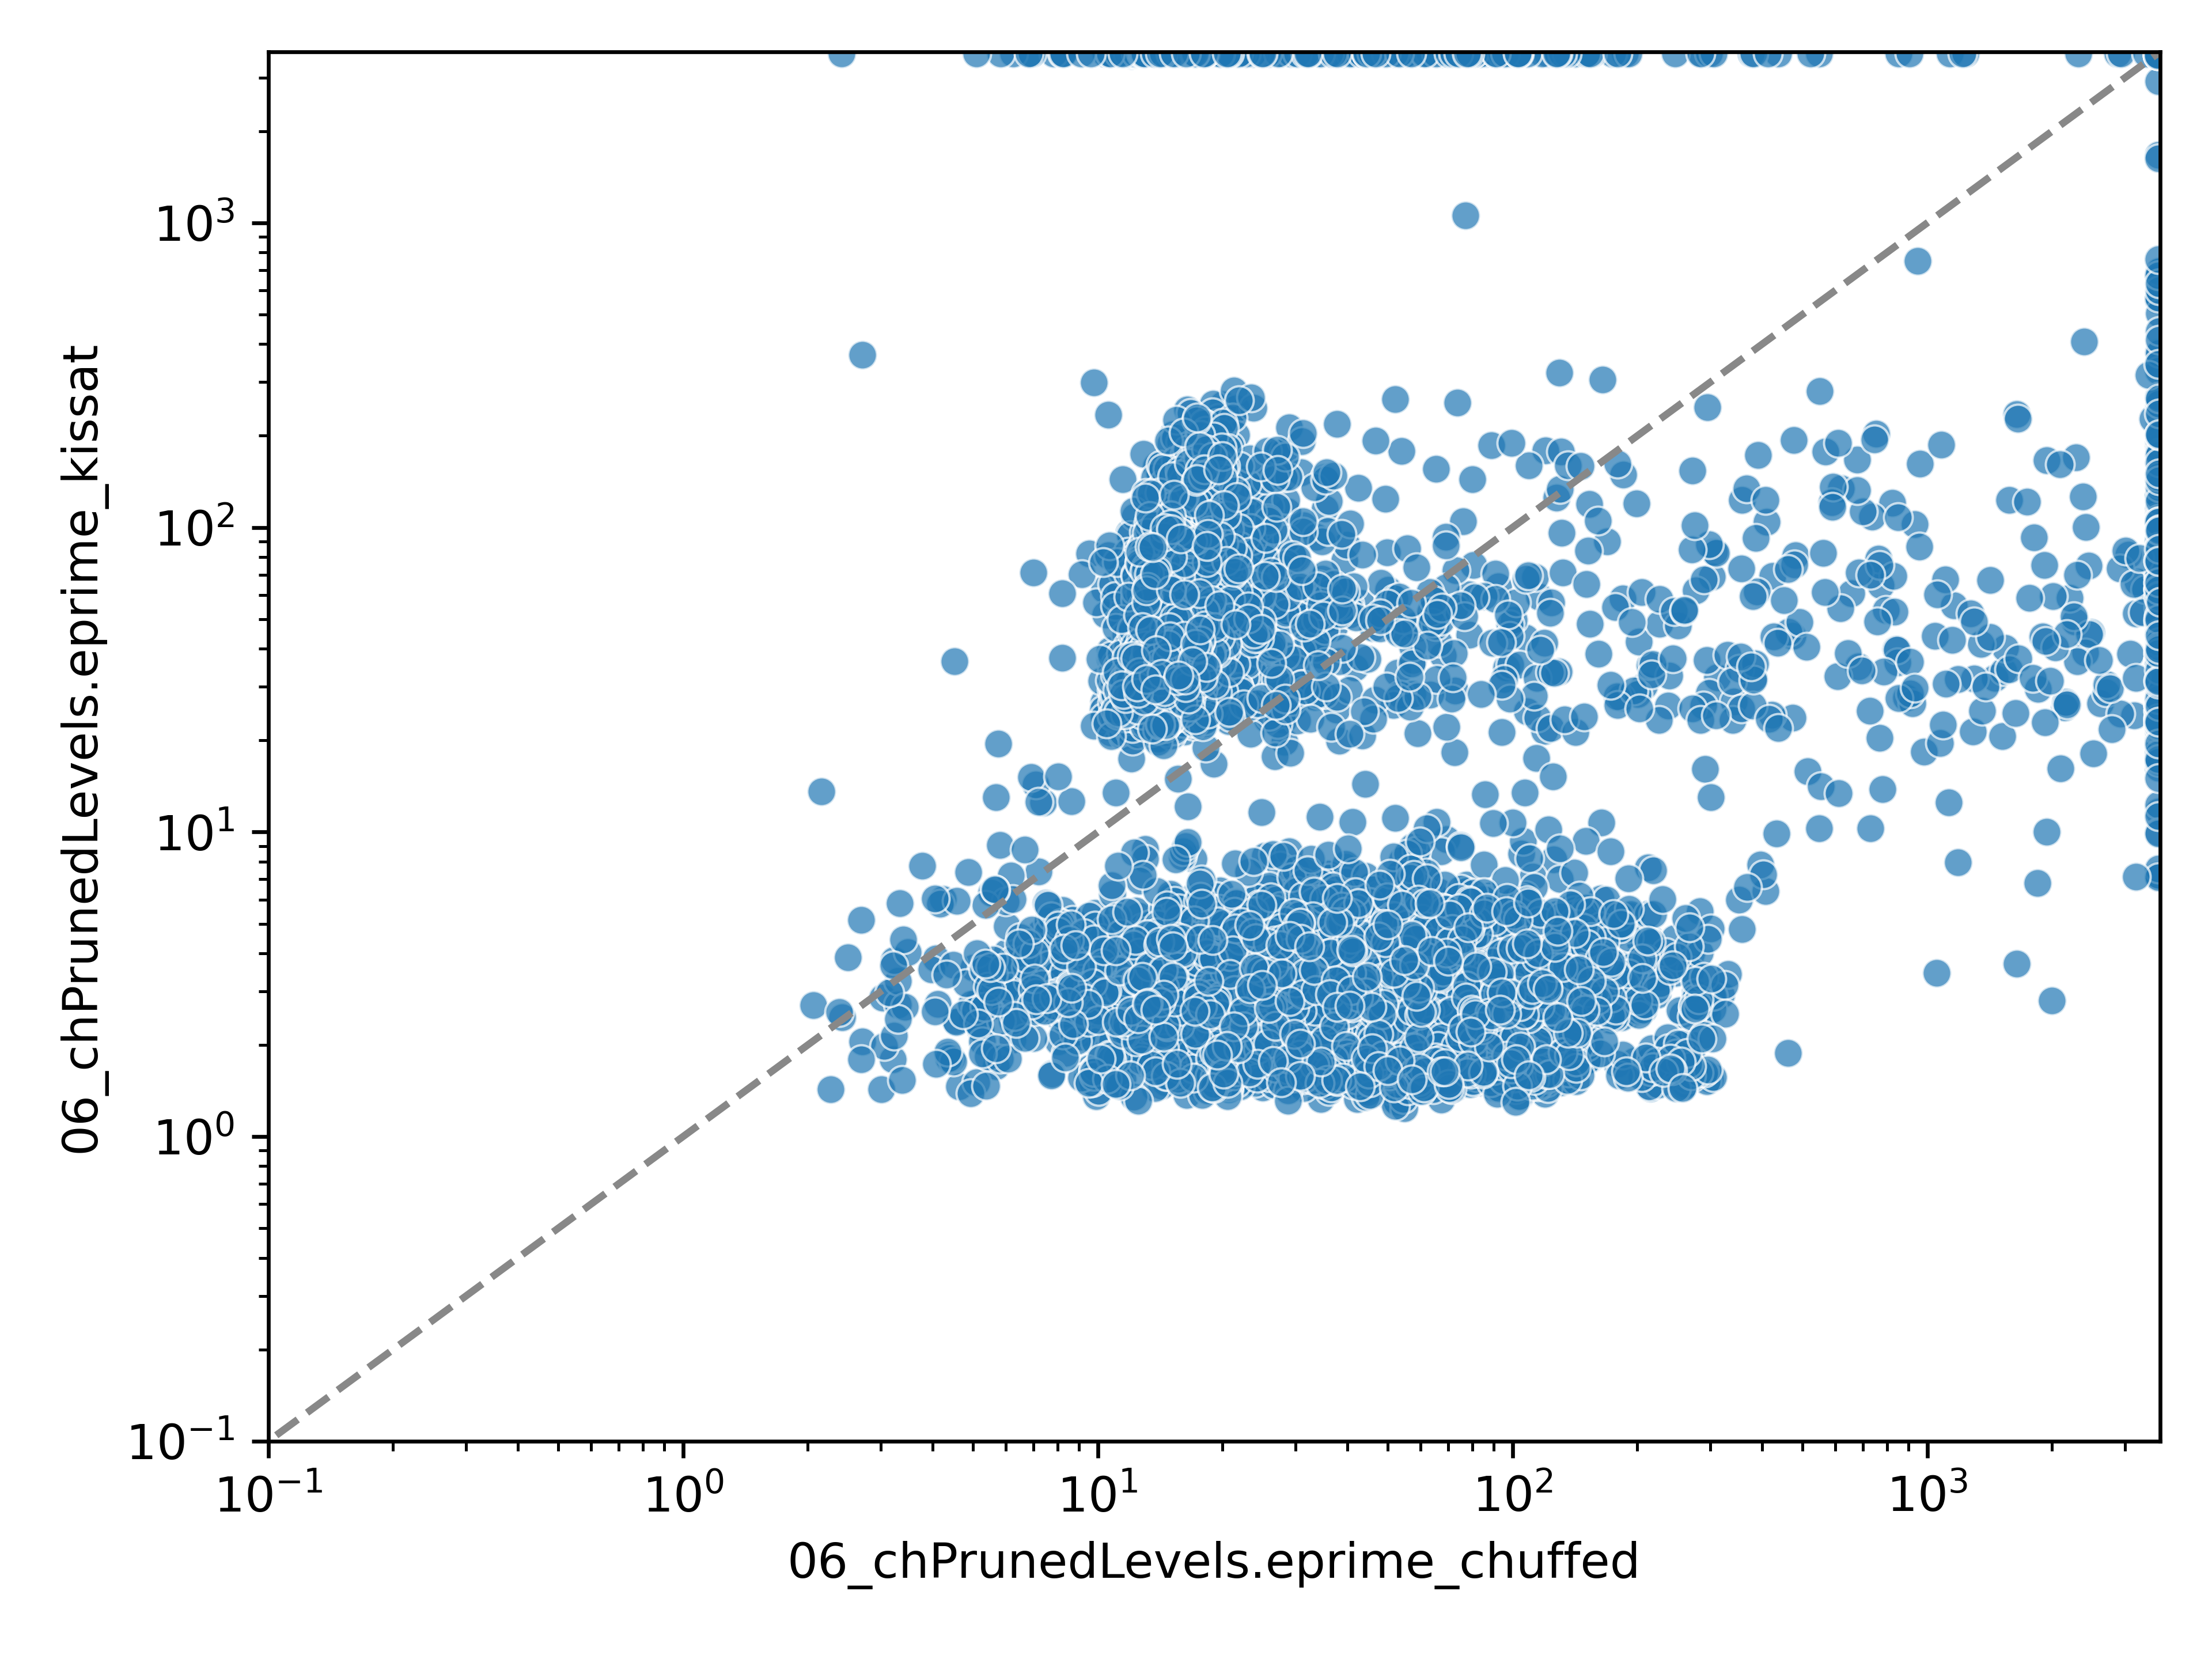 06_chPrunedLevels.eprime_kissat
10³
10²
10¹
10⁰
10⁻¹
10⁻¹ 10⁰ 10¹ 10² 10³
06_chPrunedLevels.eprime_chuffed